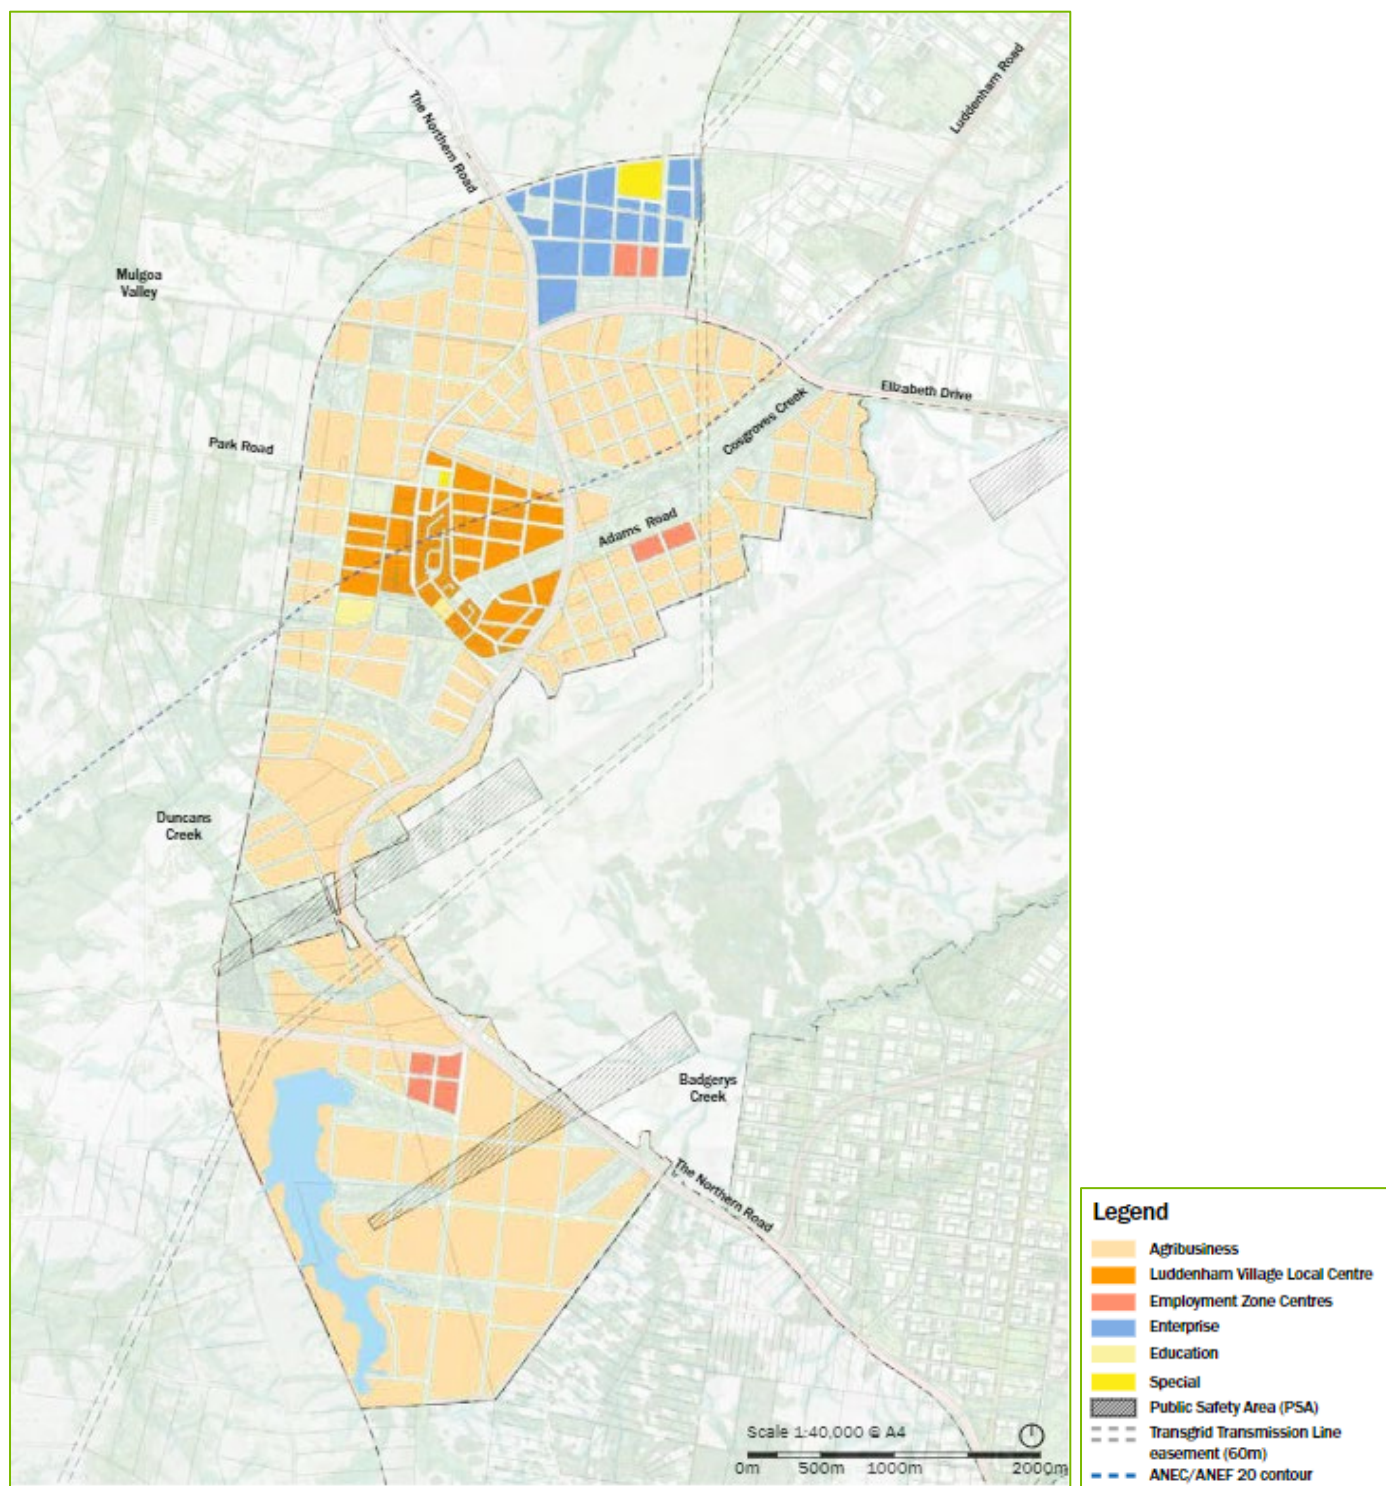 Luddenham Road
The Northern Road
Mulgoa
Valley
Elizabeth Drive
Cosgroves Creek
Park Road
Adams Road
Duncans
Creek
Badgerys
Creek
The Northern Road
Scale 1:40,000 @ A4
0m 500m 1000m 2000m
Legend
Agribusiness
Luddenham Village Local Centre
Employment Zone Centres
Enterprise
Education
Special
Public Safety Area (PSA)
Transgrid Transmission Line
easement (60m)
ANEC/ANEF 20 contour